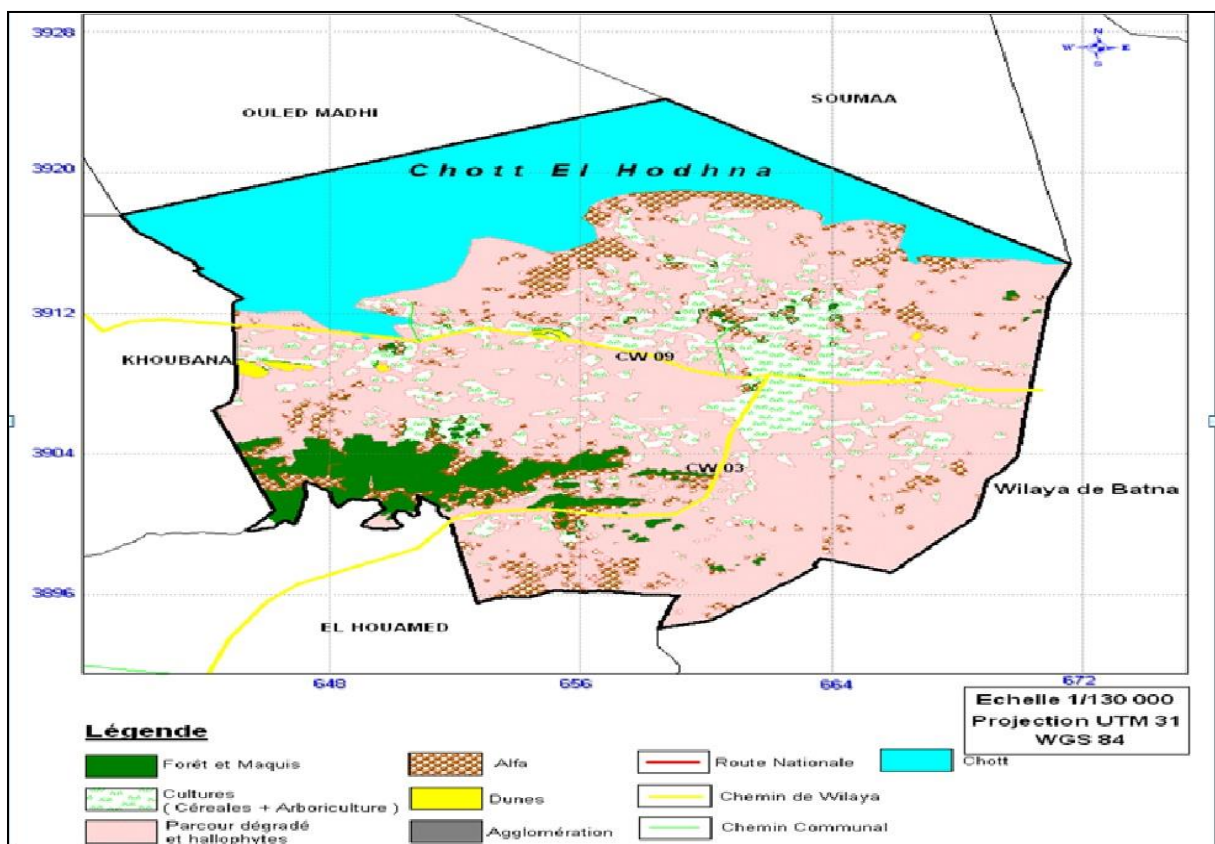 3928
N
W E
S
SOUMAA
OULED MADHI
3920
Chott El Hodhna
3912
KHOUBANA
CW 09
3904
CW 03
Wilaya de Batna
3896
EL HOUAMED
648 656 664 672
Echelle 1/130 000
Projection UTM 31
WGS 84
Légende
Forêt et Maquis
Alfa
Route Nationale
Chott
Cultures
( Céreales + Arboriculture )
Dunes
Chemin de Wilaya
Parcour dégradé
et hallophytes
Agglomération
Chemin Communal